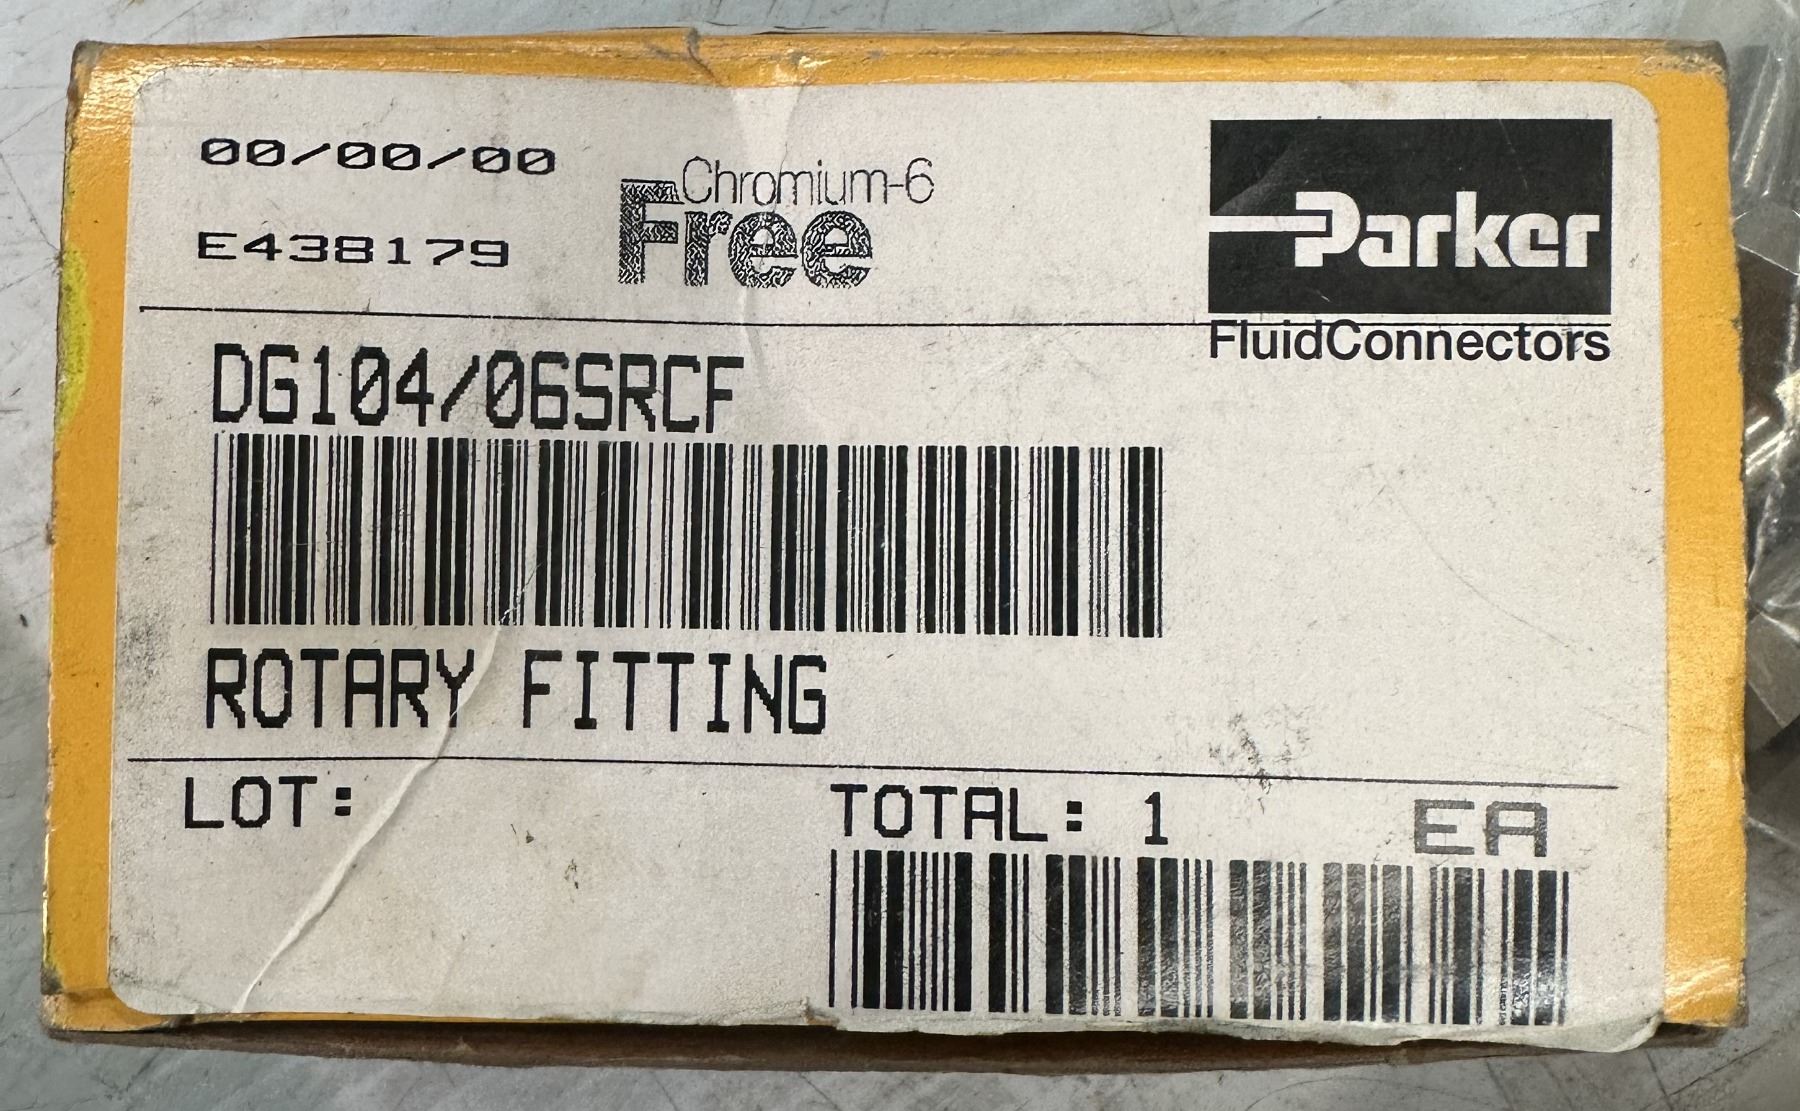 00/00/00
Chromium-6
Free
E438179
Parker
FluidConnectors
DG104/06SRCF
ROTARY FITTING
LOT:
TOTAL: 1 EA